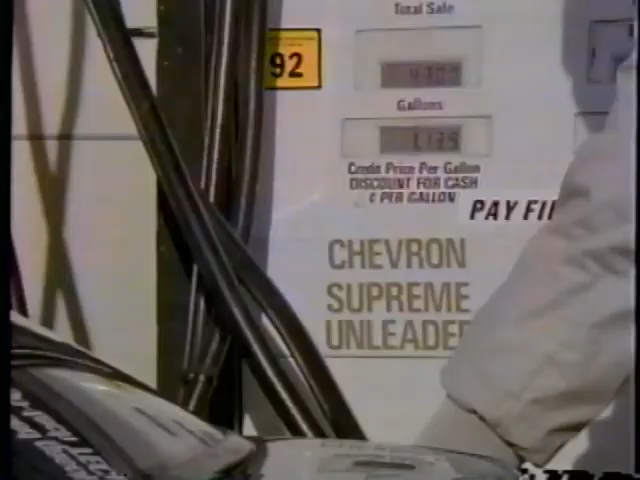 Total Sale
92
Gallons
Credit Price Per Gallon
DISCOUNT FOR CASH
¢ PER GALLON
PAY FI
CHEVRON
SUPREME
UNLEADE